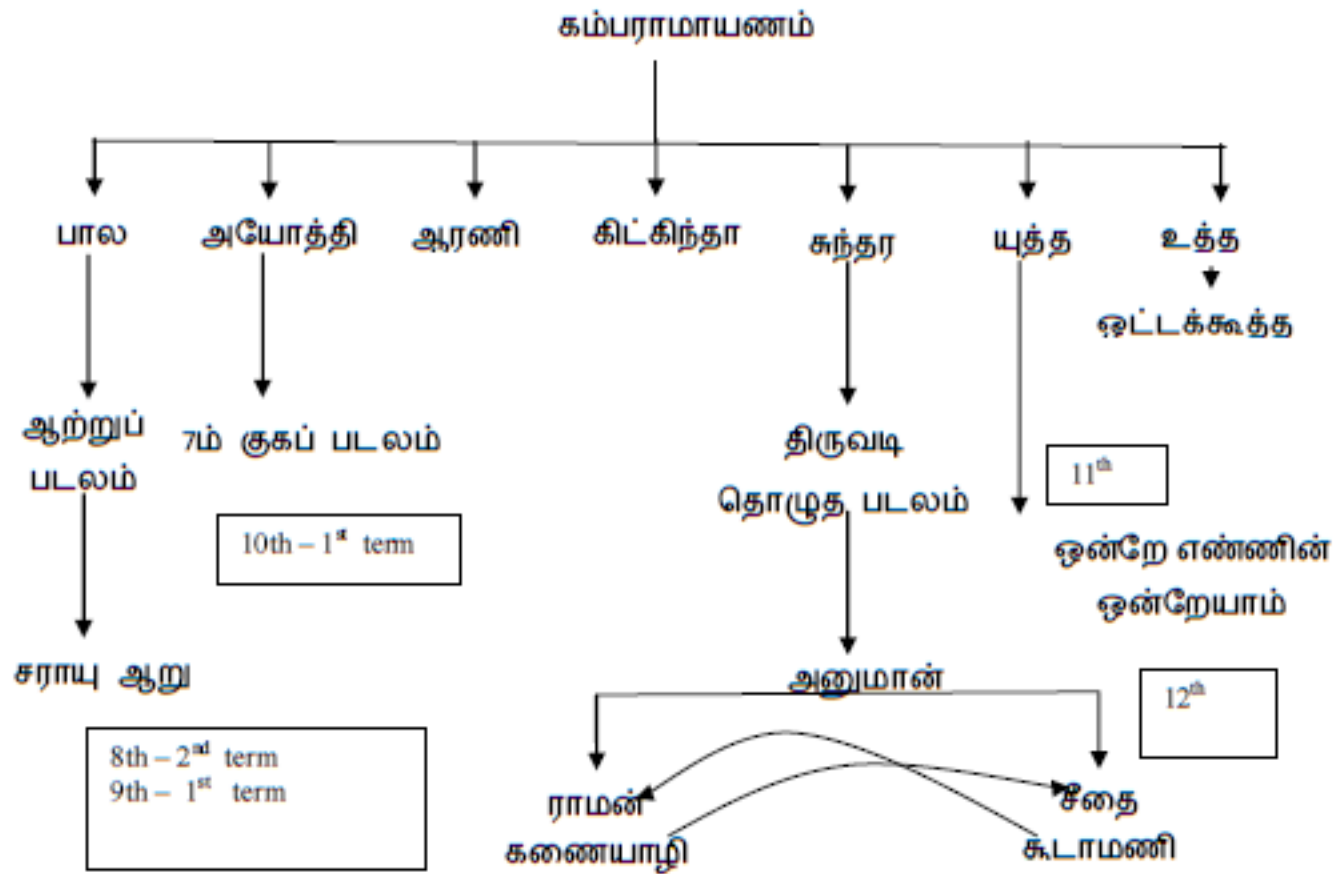 கம்பராமாயணம்
பால
அயோத்தி
ஆரணி
கிட்கிந்தா
சுந்தர
யுத்த
உத்த
ஒட்டக்கூத்த
ஆற்றுப்
படலம்
7ம் குகப் படலம்
திருவடி
தொழுத படலம்
11th
10th – 1st term
ஒன்றே எண்ணின்
ஒன்றேயாம்
சராயு ஆறு
அனுமான்
12th
8th – 2nd term
9th – 1st term
ராமன்
சீதை
கணையாழி
சூடாமணி